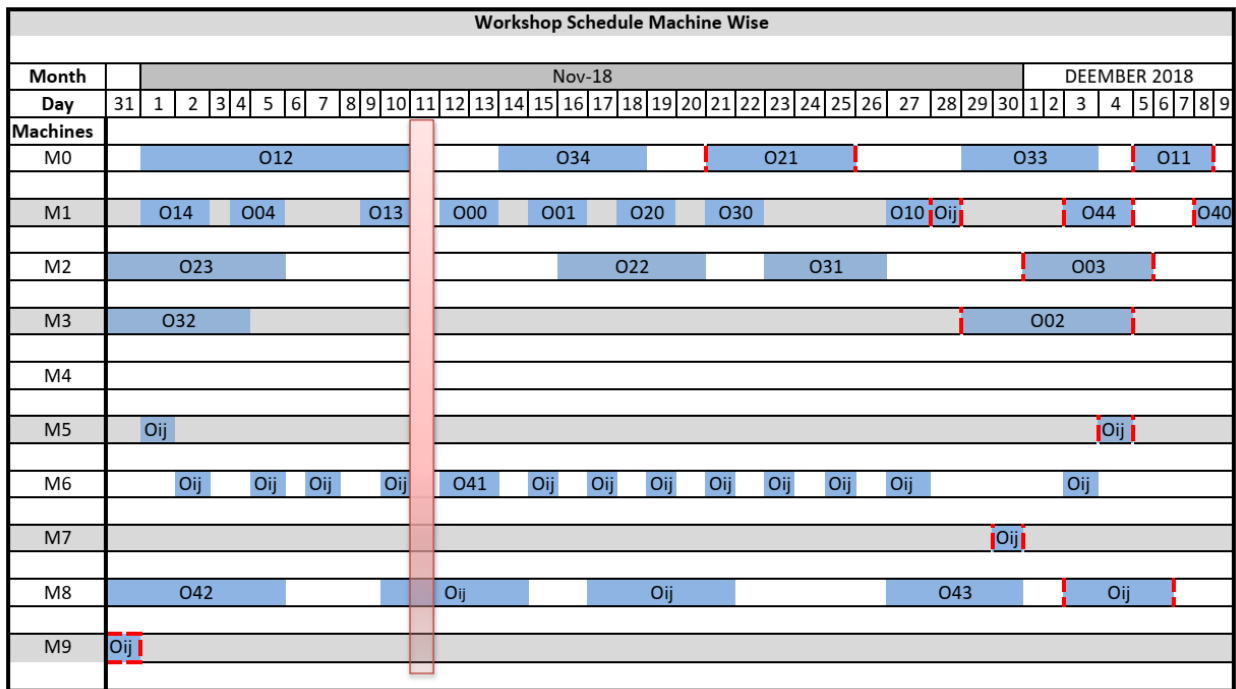 Workshop Schedule Machine Wise
Month Nov-18 DEEMBER 2018
Day 31 1 2 3 4 5 6 7 8 9 10 11 12 13 14 15 16 17 18 19 20 21 22 23 24 25 26 27 28 29 30 1 2 3 4 5 6 7 8 9
Machines
M0 O12 O34 O21 O33 O11
M1 O14 O04 O13 O00 O01 O20 O30 O10 Oij O44 O40
M2 O23 O22 O31 O03
M3 O32 O02
M4
M5 Oij Oij
M6 Oij Oij Oij Oij O41 Oij Oij Oij Oij Oij Oij Oij Oij
M7 Oij
M8 O42 Oij Oij O43 Oij
M9 Oij